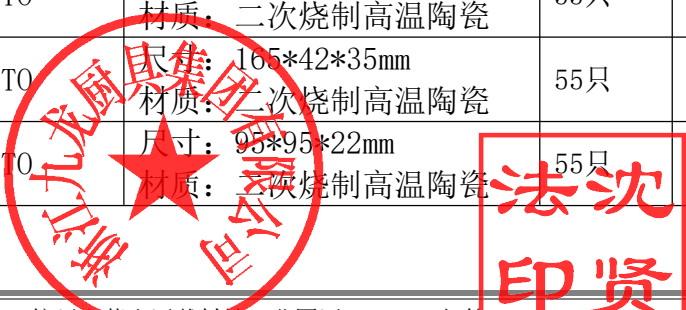 材质：二次烧制高温陶瓷
TO
尺寸：165*42*35mm
材质：二次烧制高温陶瓷
55只
TO
尺寸：95*95*22mm
材质：二次烧制高温陶瓷
55只
浙江九龙厨具集团有限公司
法沈
印贤